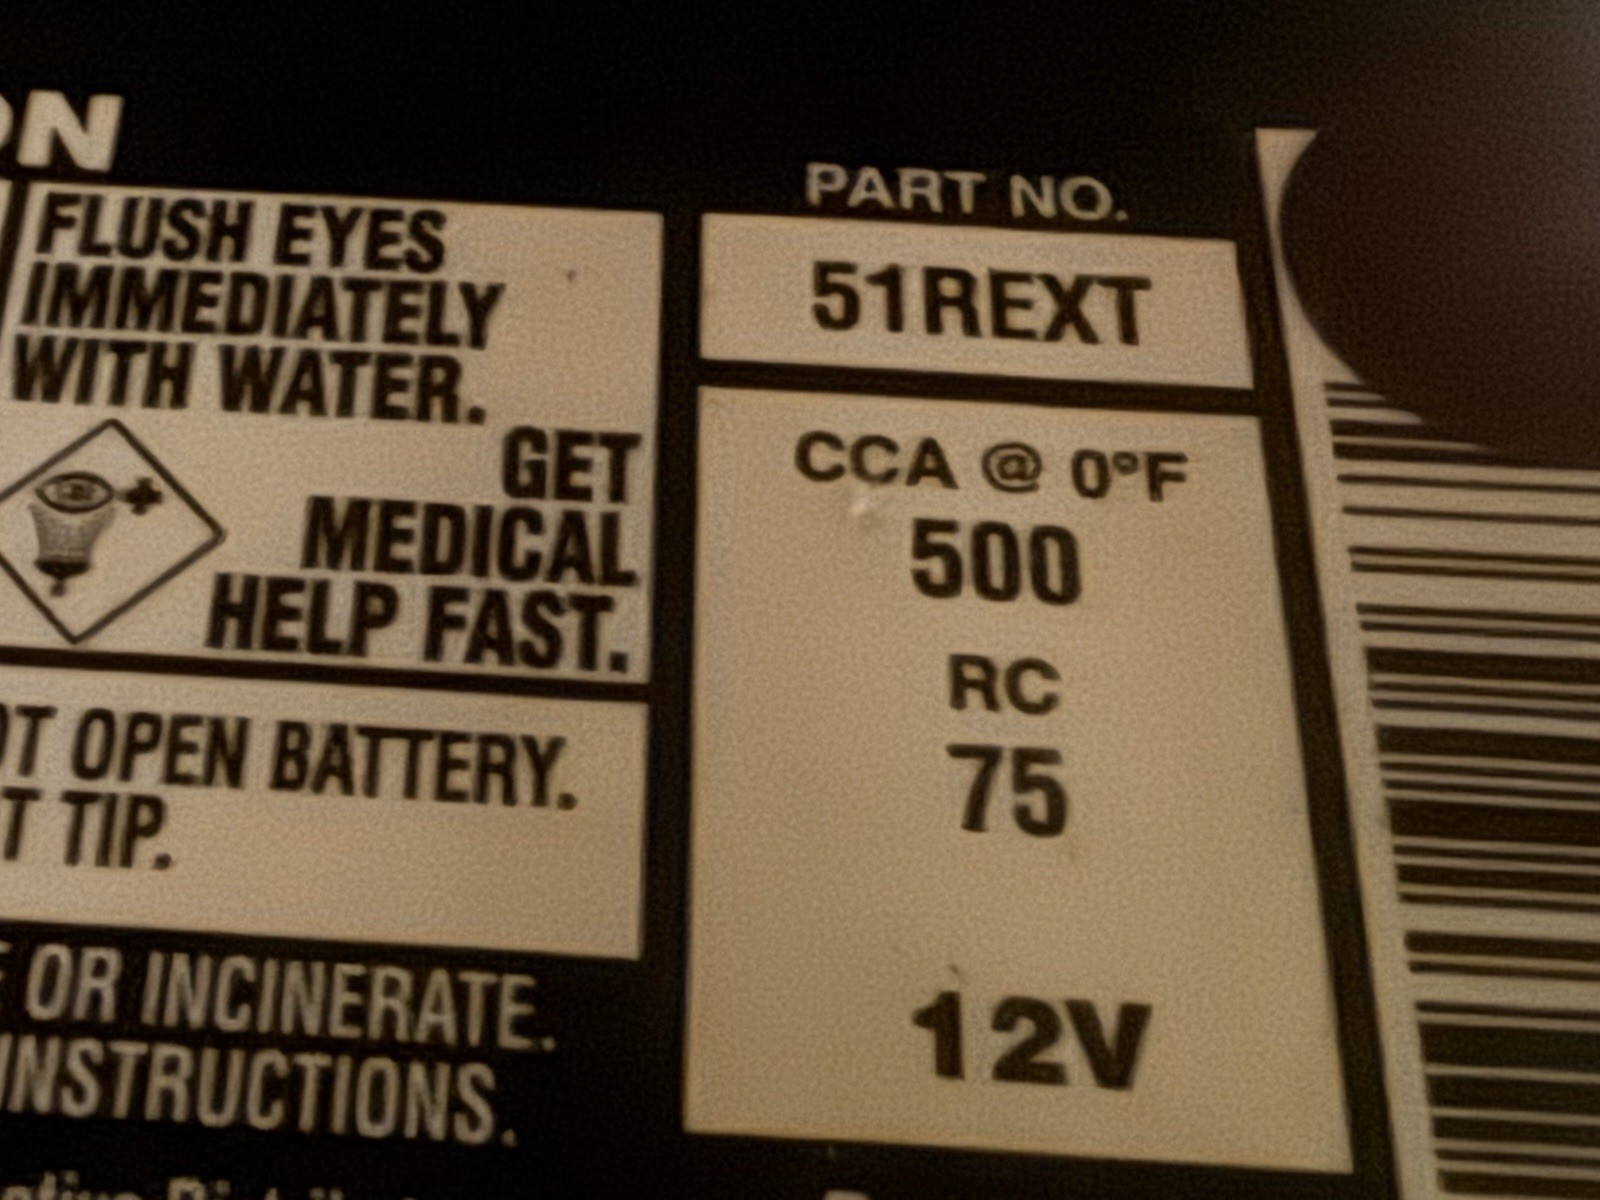 FLUSH EYES
IMMEDIATELY
WITH WATER.
GET
MEDICAL
HELP FAST.
OPEN BATTERY.
TIP.
OR INCINERATE.
INSTRUCTIONS.
PART NO.
51REXT
CCA @ 0°F
500
RC
75
12V